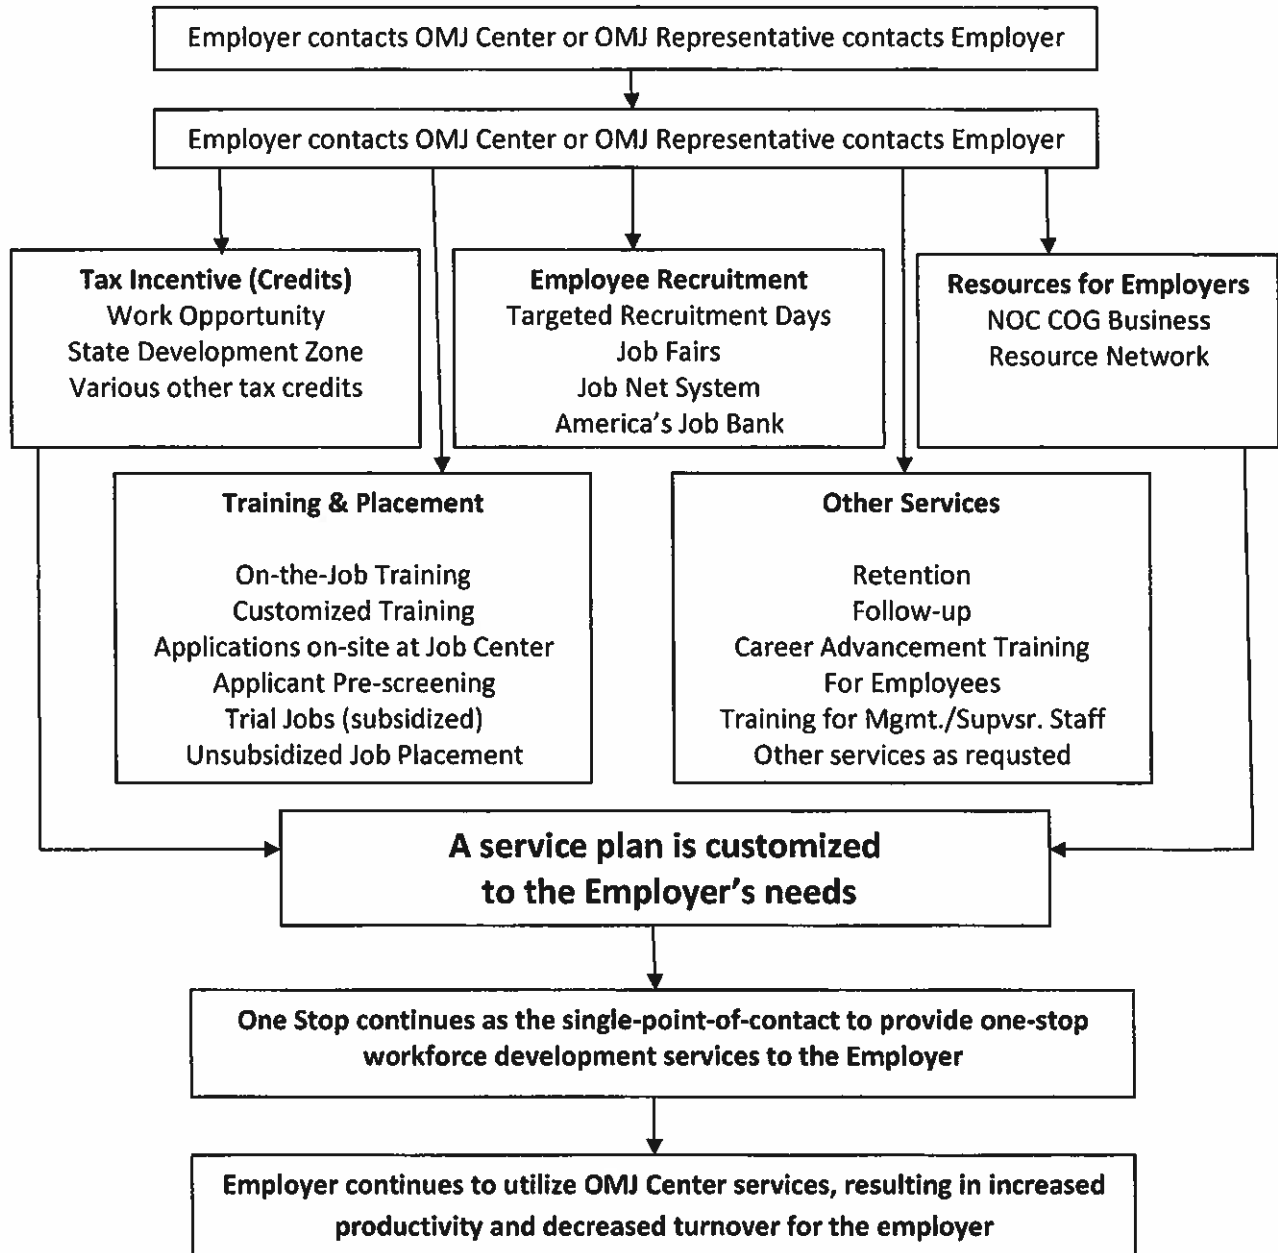 Employer contacts OMJ Center or OMJ Representative contacts Employer
Employer contacts OMJ Center or OMJ Representative contacts Employer
Tax Incentive (Credits)
Work Opportunity
State Development Zone
Various other tax credits
Employee Recruitment
Targeted Recruitment Days
Job Fairs
Job Net System
America's Job Bank
Resources for Employers
NOC COG Business
Resource Network
Training & Placement
On-the-Job Training
Customized Training
Applications on-site at Job Center
Applicant Pre-screening
Trial Jobs (subsidized)
Unsubsidized Job Placement
Other Services
Retention
Follow-up
Career Advancement Training
For Employees
Training for Mgmt./Supvsr. Staff
Other services as requsted
A service plan is customized
to the Employer's needs
One Stop continues as the single-point-of-contact to provide one-stop
workforce development services to the Employer
Employer continues to utilize OMJ Center services, resulting in increased
productivity and decreased turnover for the employer